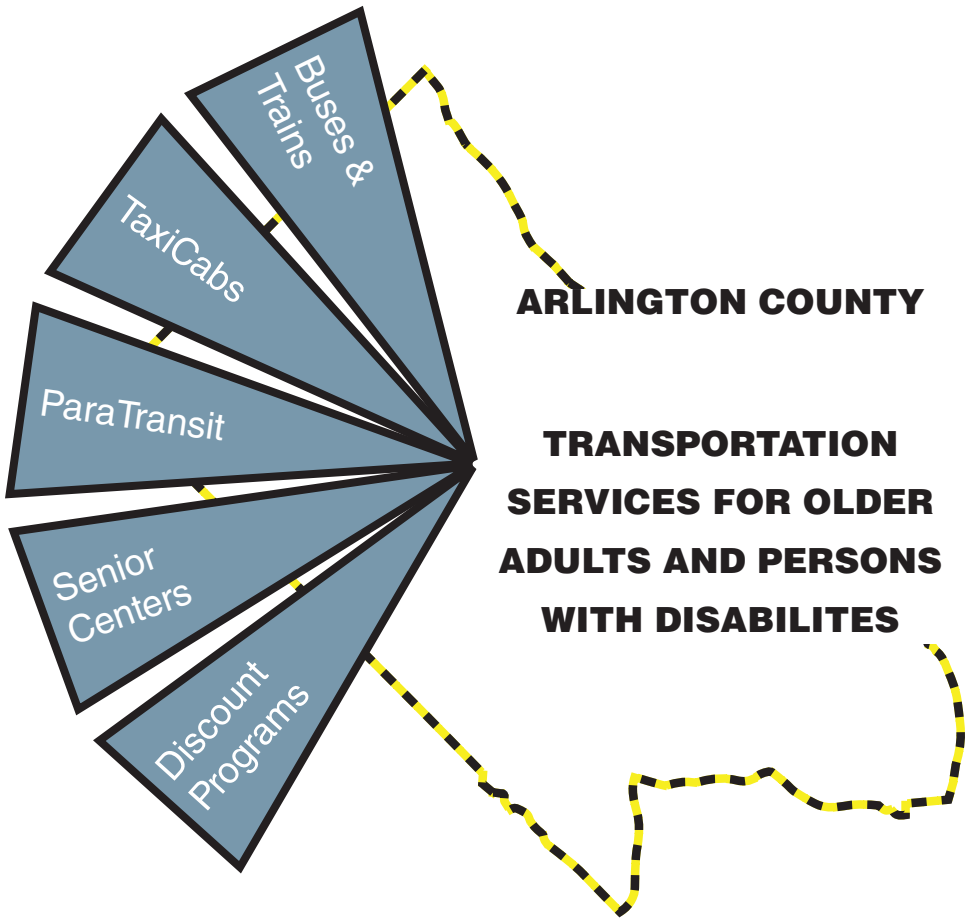 Buses &
Trains
TaxiCabs
ParaTransit
Senior
Centers
Discount
Programs
ARLINGTON COUNTY
TRANSPORTATION
SERVICES FOR OLDER
ADULTS AND PERSONS
WITH DISABILITES